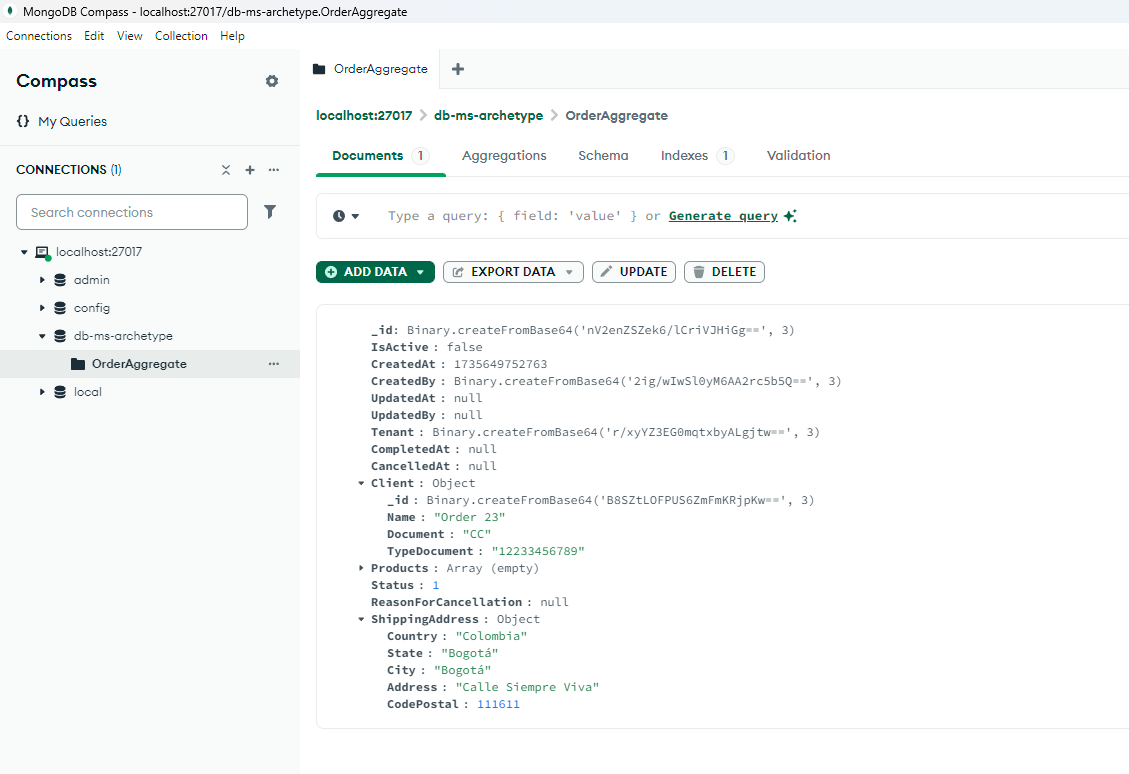 MongoDB Compass - localhost:27017/db-ms-archetype.OrderAggregate
Connections Edit View Collection Help
Compass
{} My Queries
CONNECTIONS (1)
Search connections
localhost:27017
admin
config
db-ms-archetype
OrderAggregate
local
OrderAggregate
localhost:27017 > db-ms-archetype > OrderAggregate
Documents 1 Aggregations Schema Indexes 1 Validation
Type a query: { field: 'value' } or Generate query
ADD DATA EXPORT DATA UPDATE DELETE
_id: Binary.createFromBase64('nV2enZSZek6/lCriVJHiGg==', 3)
IsActive : false
CreatedAt : 1735649752763
CreatedBy : Binary.createFromBase64('2ig/wIwSl0yM6AA2rc5b5Q==', 3)
UpdatedAt : null
UpdatedBy : null
Tenant : Binary.createFromBase64('r/xyYZ3EG0mqtxbyALgjtw==', 3)
CompletedAt : null
CancelledAt : null
Client : Object
_id : Binary.createFromBase64('B8SZtLOFPUS6ZmFmKRjpKw==', 3)
Name : "Order 23"
Document : "CC"
TypeDocument : "12233456789"
Products : Array (empty)
Status : 1
ReasonForCancellation : null
ShippingAddress : Object
Country : "Colombia"
State : "Bogotá"
City : "Bogotá"
Address : "Calle Siempre Viva"
CodePostal : 111611